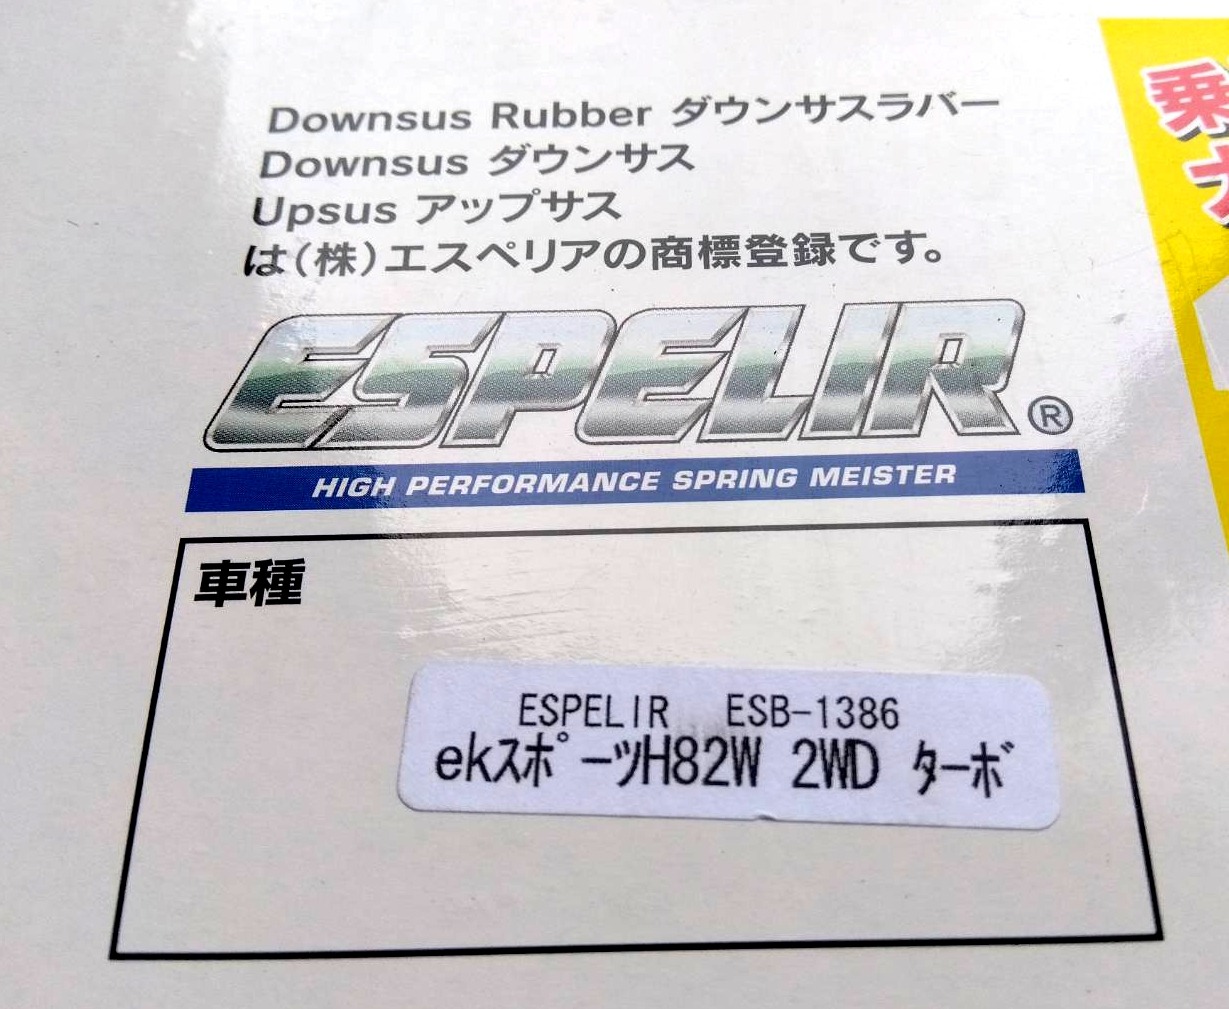 Downsus Rubber ダウンサスラバー
Downsus ダウンサス
Upsus アップサス
は(株)エスペリアの商標登録です。
ESPELIR®
HIGH PERFORMANCE SPRING MEISTER
車種
ESPELIR ESB-1386
ekスポーツH82W 2WD ターボ
乗